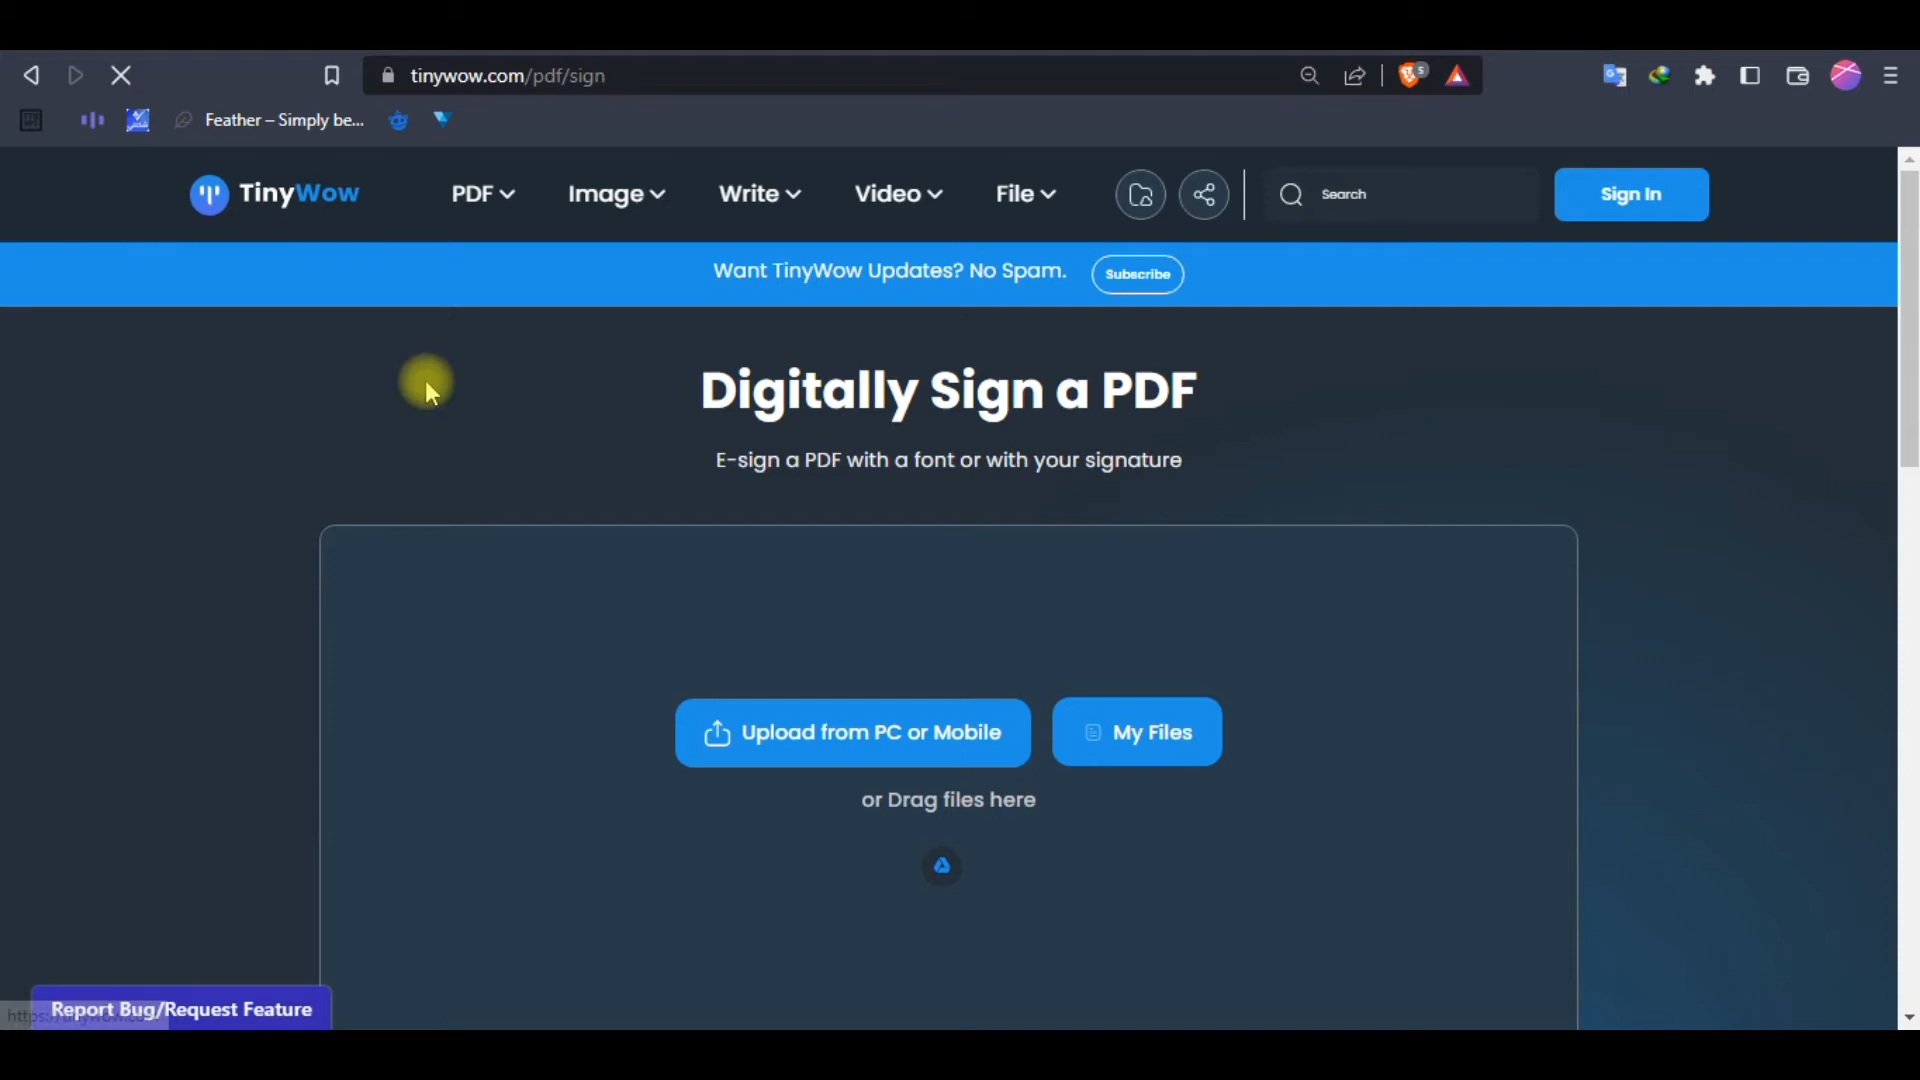 tinywow.com/pdf/sign
5
Feather – Simply be...
TinyWow
PDF
Image
Write
Video
File
Search
Sign In
Want TinyWow Updates? No Spam.
Subscribe
Digitally Sign a PDF
E-sign a PDF with a font or with your signature
Upload from PC or Mobile
My Files
or Drag files here
Report Bug/Request Feature